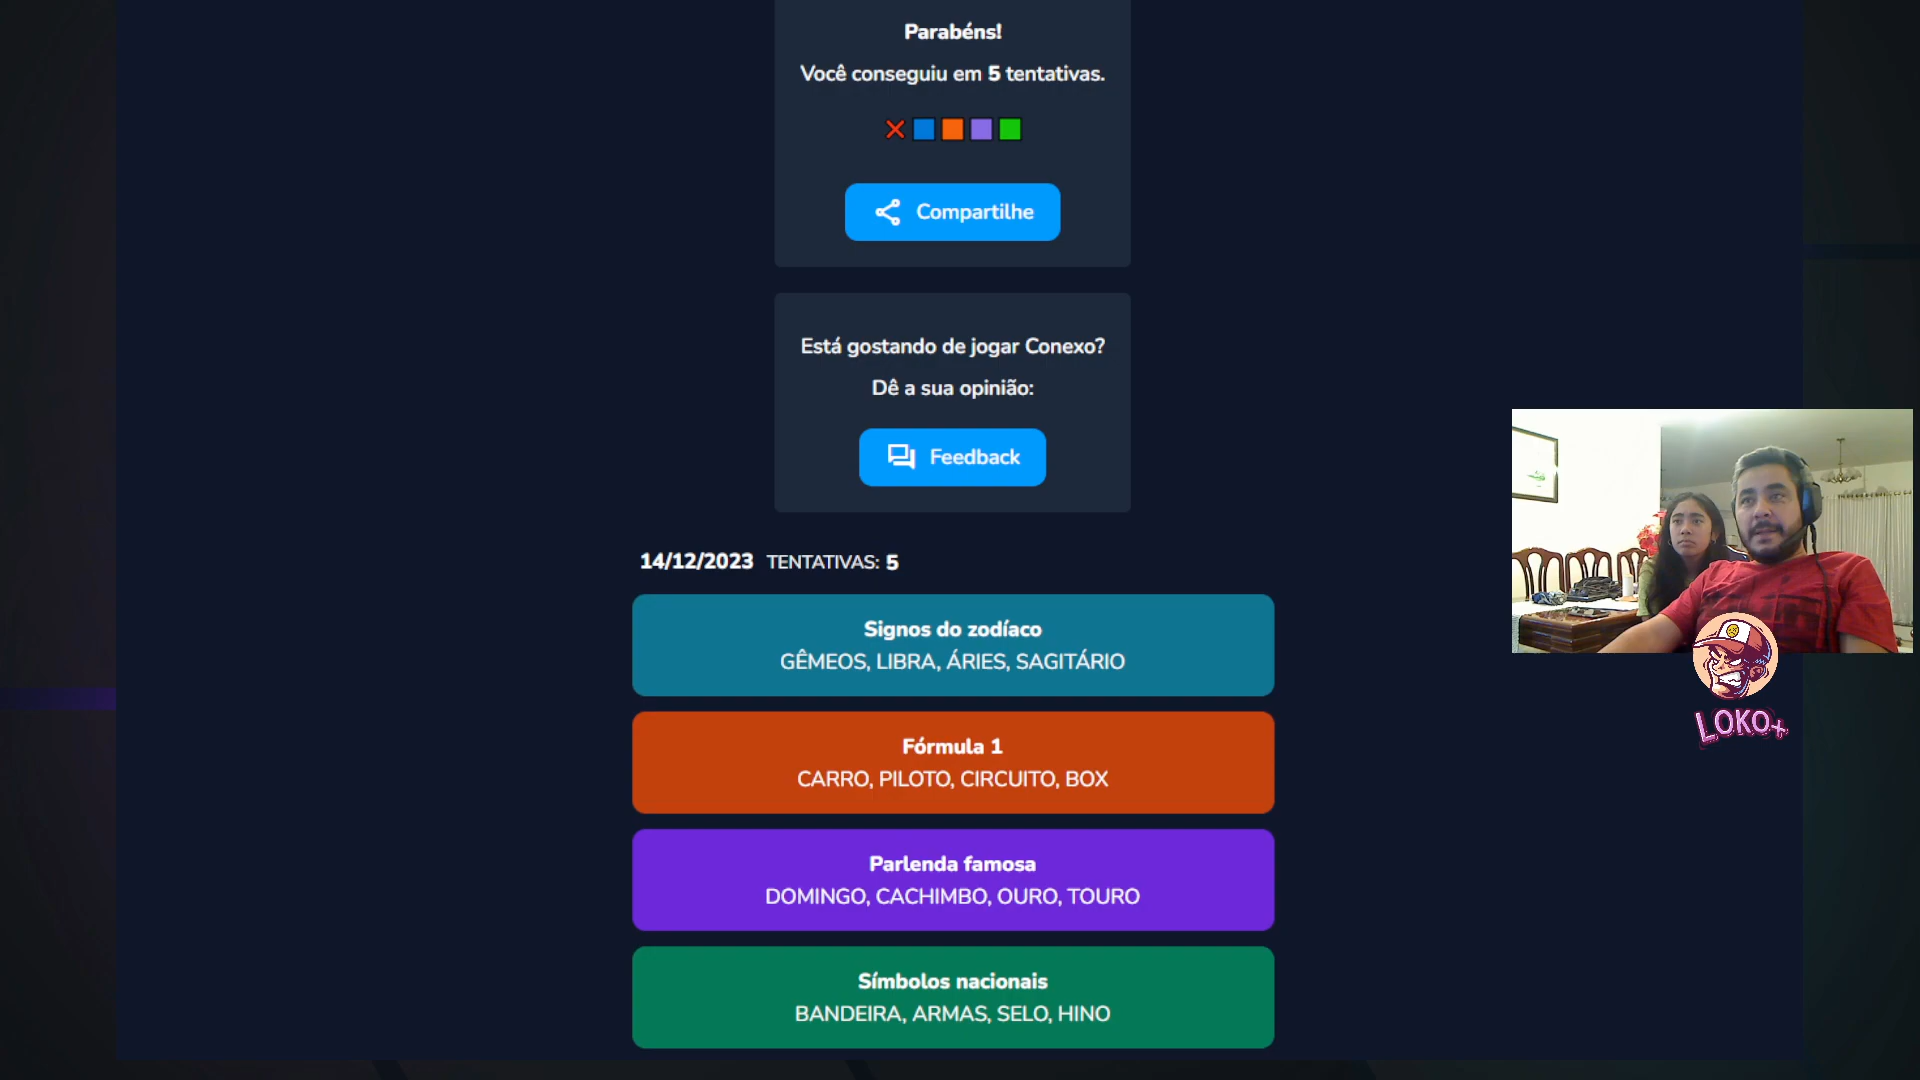 Parabéns!
Você conseguiu em 5 tentativas.
Compartilhe
Está gostando de jogar Conexo?
Dê a sua opinião:
Feedback
14/12/2023 TENTATIVAS: 5
Signos do zodíaco
GÊMEOS, LIBRA, ÁRIES, SAGITÁRIO
Fórmula 1
CARRO, PILOTO, CIRCUITO, BOX
Parlenda famosa
DOMINGO, CACHIMBO, OURO, TOURO
Símbolos nacionais
BANDEIRA, ARMAS, SELO, HINO
LOKO+